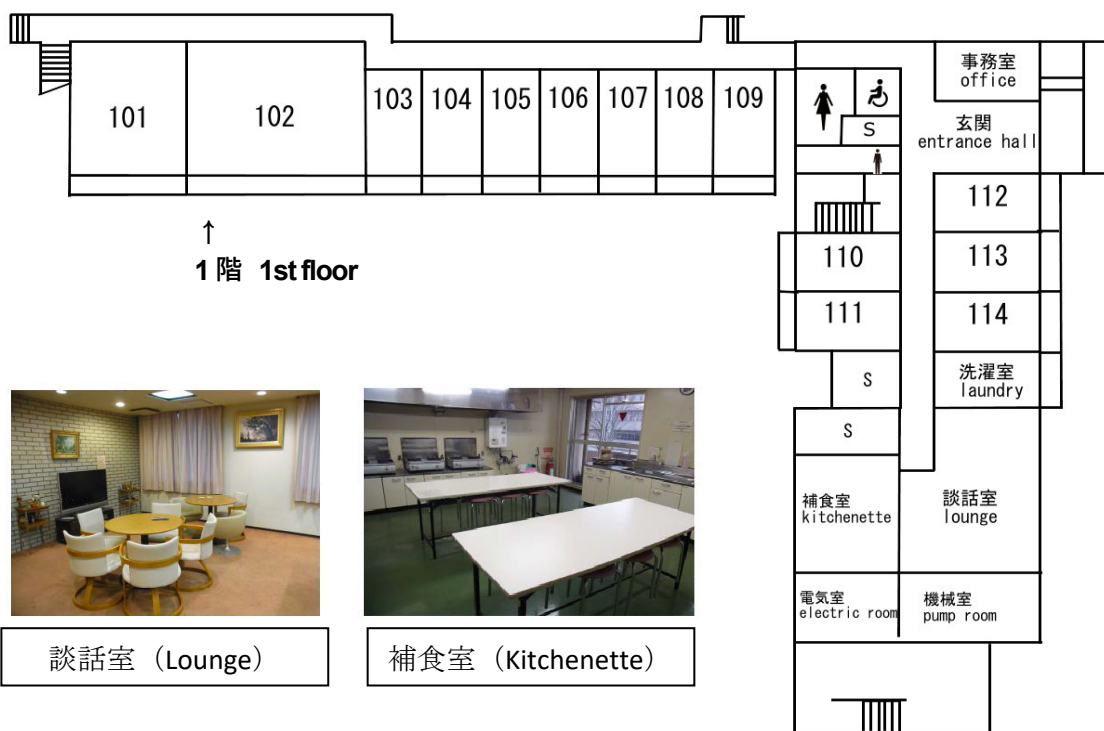 101
102
103
104
105
106
107
108
109
S
事務室
office
玄関
entrance hall
112
110
113
111
114
S
洗濯室
laundry
S
補食室
kitchenette
談話室
lounge
電気室
electric room
機械室
pump room
↑
1 階 1st floor
談話室（Lounge）
補食室（Kitchenette）